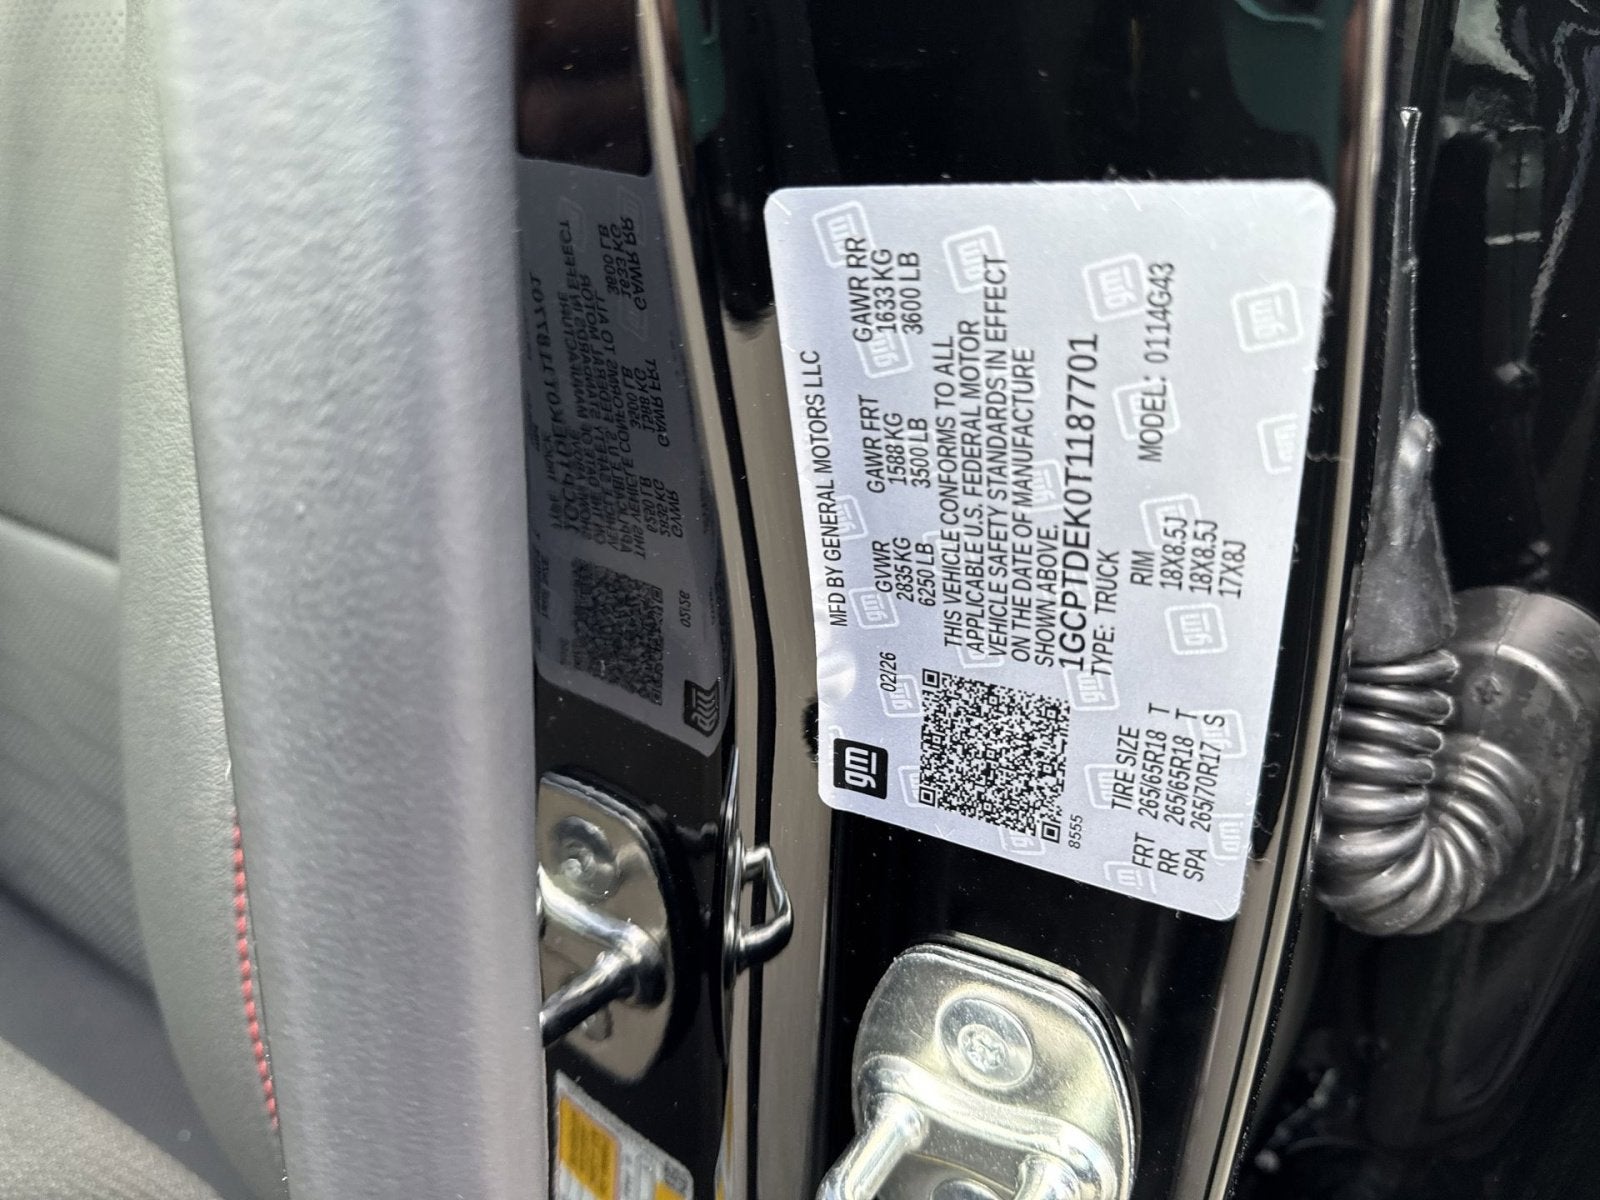 MFD BY GENERAL MOTORS LLC
02/26 GVWR GAWR FRT GAWR RR
2835 KG 1588 KG 1633 KG
6250 LB 3500 LB 3600 LB
THIS VEHICLE CONFORMS TO ALL
APPLICABLE U.S. FEDERAL MOTOR
VEHICLE SAFETY STANDARDS IN EFFECT
ON THE DATE OF MANUFACTURE
SHOWN ABOVE.
1GCPTDEK0T1187701
TYPE: TRUCK MODEL: 0114G43
gm
8555
TIRE SIZE RIM
FRT 265/65R18 T 18X8.5J
RR 265/65R18 T 18X8.5J
SPA 265/70R17 S 17X8J